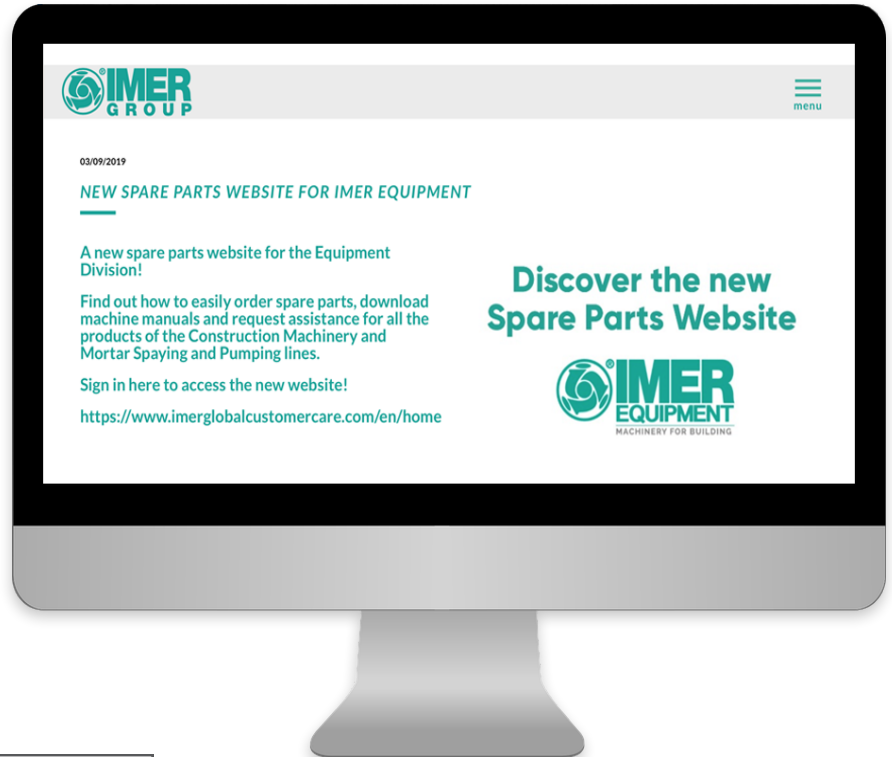 IMER
GROUP
menu
03/09/2019
NEW SPARE PARTS WEBSITE FOR IMER EQUIPMENT
A new spare parts website for the Equipment
Division!
Find out how to easily order spare parts, download
machine manuals and request assistance for all the
products of the Construction Machinery and
Mortar Spaying and Pumping lines.
Sign in here to access the new website!
https://www.imerglobalcustomercare.com/en/home
Discover the new
Spare Parts Website
IMER
EQUIPMENT
MACHINERY FOR BUILDING